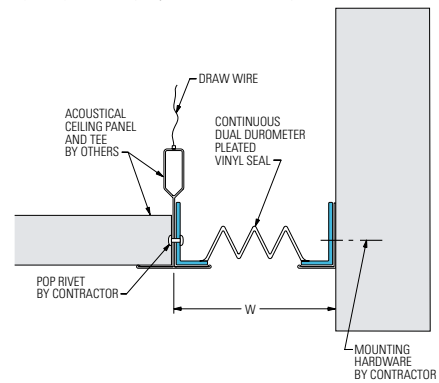 DRAW WIRE
ACOUSTICAL
CEILING PANEL
AND TEE
BY OTHERS
CONTINUOUS
DUAL DUROMETER
PLEATED
VINYL SEAL
POP RIVET
BY CONTRACTOR
W
MOUNTING
HARDWARE
BY CONTRACTOR